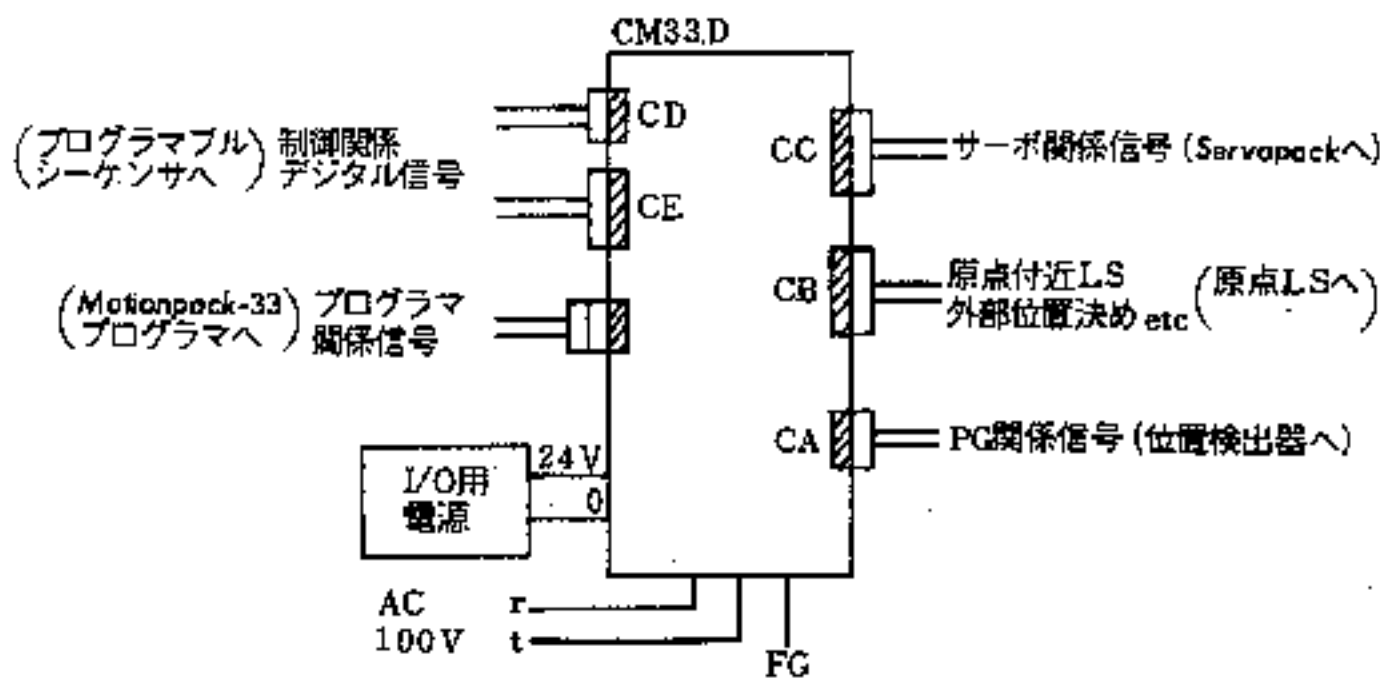 CM33D
(プログラマブル
シーケンサへ)
制御関係
デジタル信号
CD
CE
(Motionpack-33
プログラマへ)
プログラマ
関係信号
I/O用
電源
24V
0
AC
100V
r
t
FG
CC
サーボ関係信号 (Servopackへ)
CB
原点付近LS
外部位置決め etc
(原点LSへ)
CA
PG関係信号 (位置検出器へ)